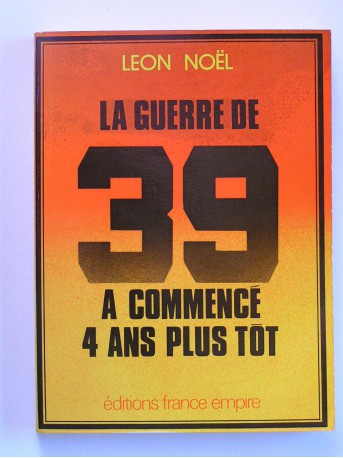 LEON NOËL
LA GUERRE DE
39
A COMMENCÉ
4 ANS PLUS TÔT
éditions france empire